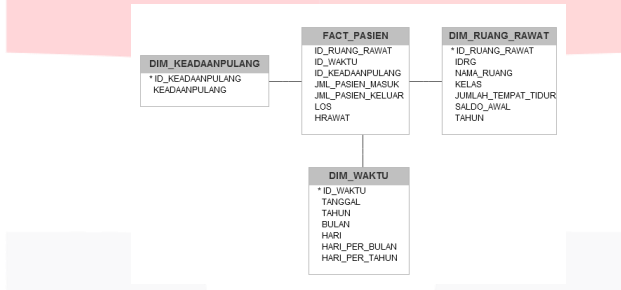 FACT_PASIEN
ID_RUANG_RAWAT
ID_WAKTU
ID_KEADAANPULANG
JML_PASIEN_MASUK
JML_PASIEN_KELUAR
LOS
HRAWAT
DIM_RUANG_RAWAT
* ID_RUANG_RAWAT
IDRG
NAMA_RUANG
KELAS
JUMLAH_TEMPAT_TIDUR
SALDO_AWAL
TAHUN
DIM_KEADAANPULANG
* ID_KEADAANPULANG
KEADAANPULANG
DIM_WAKTU
* ID_WAKTU
TANGGAL
TAHUN
BULAN
HARI
HARI_PER_BULAN
HARI_PER_TAHUN